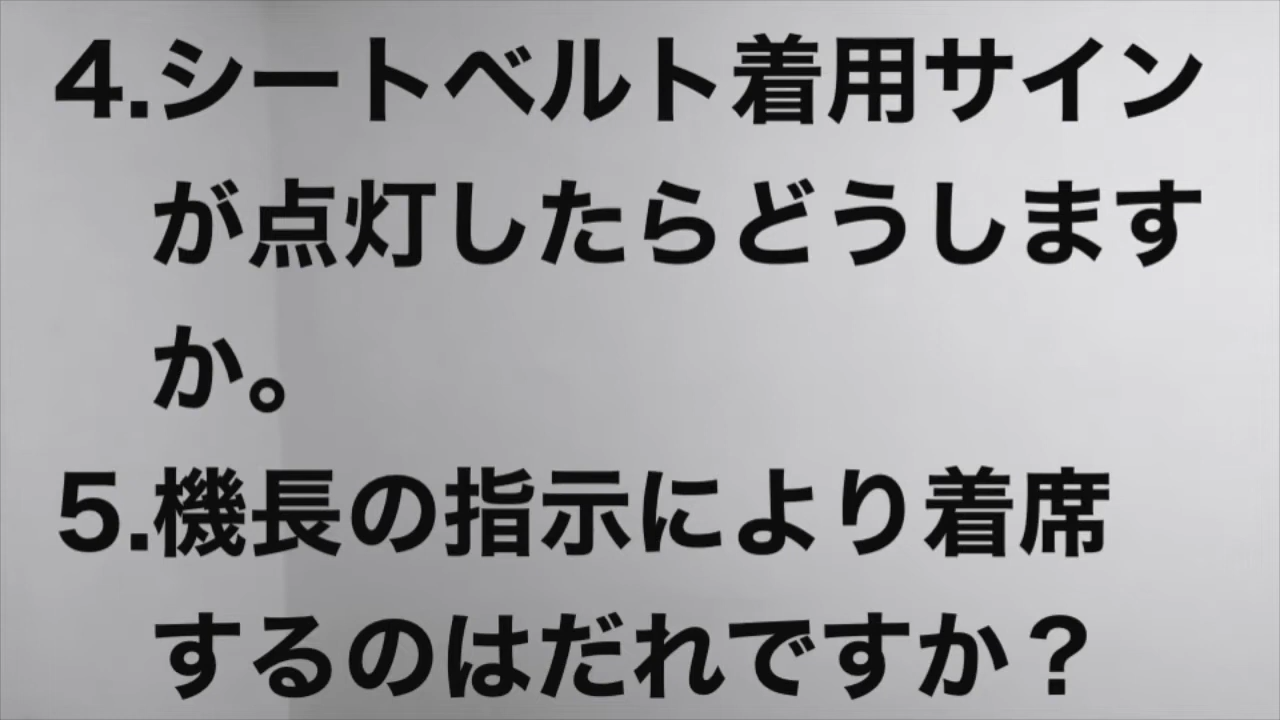 4.シートベルト着用サイン
が点灯したらどうします
か。
5.機長の指示により着席
するのはだれですか？